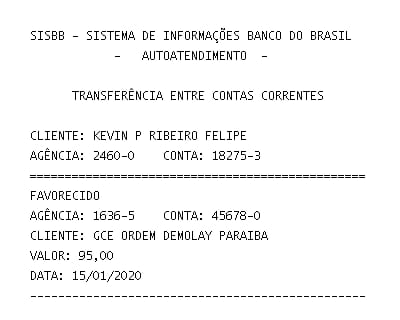 SISBB - SISTEMA DE INFORMAÇÕES BANCO DO BRASIL
- AUTOATENDIMENTO -
TRANSFERÊNCIA ENTRE CONTAS CORRENTES
CLIENTE: KEVIN P RIBEIRO FELIPE
AGÊNCIA: 2460-0 CONTA: 18275-3
================================================
FAVORECIDO
AGÊNCIA: 1636-5 CONTA: 45678-0
CLIENTE: GCE ORDEM DEMOLAY PARAIBA
VALOR: 95,00
DATA: 15/01/2020
------------------------------------------------